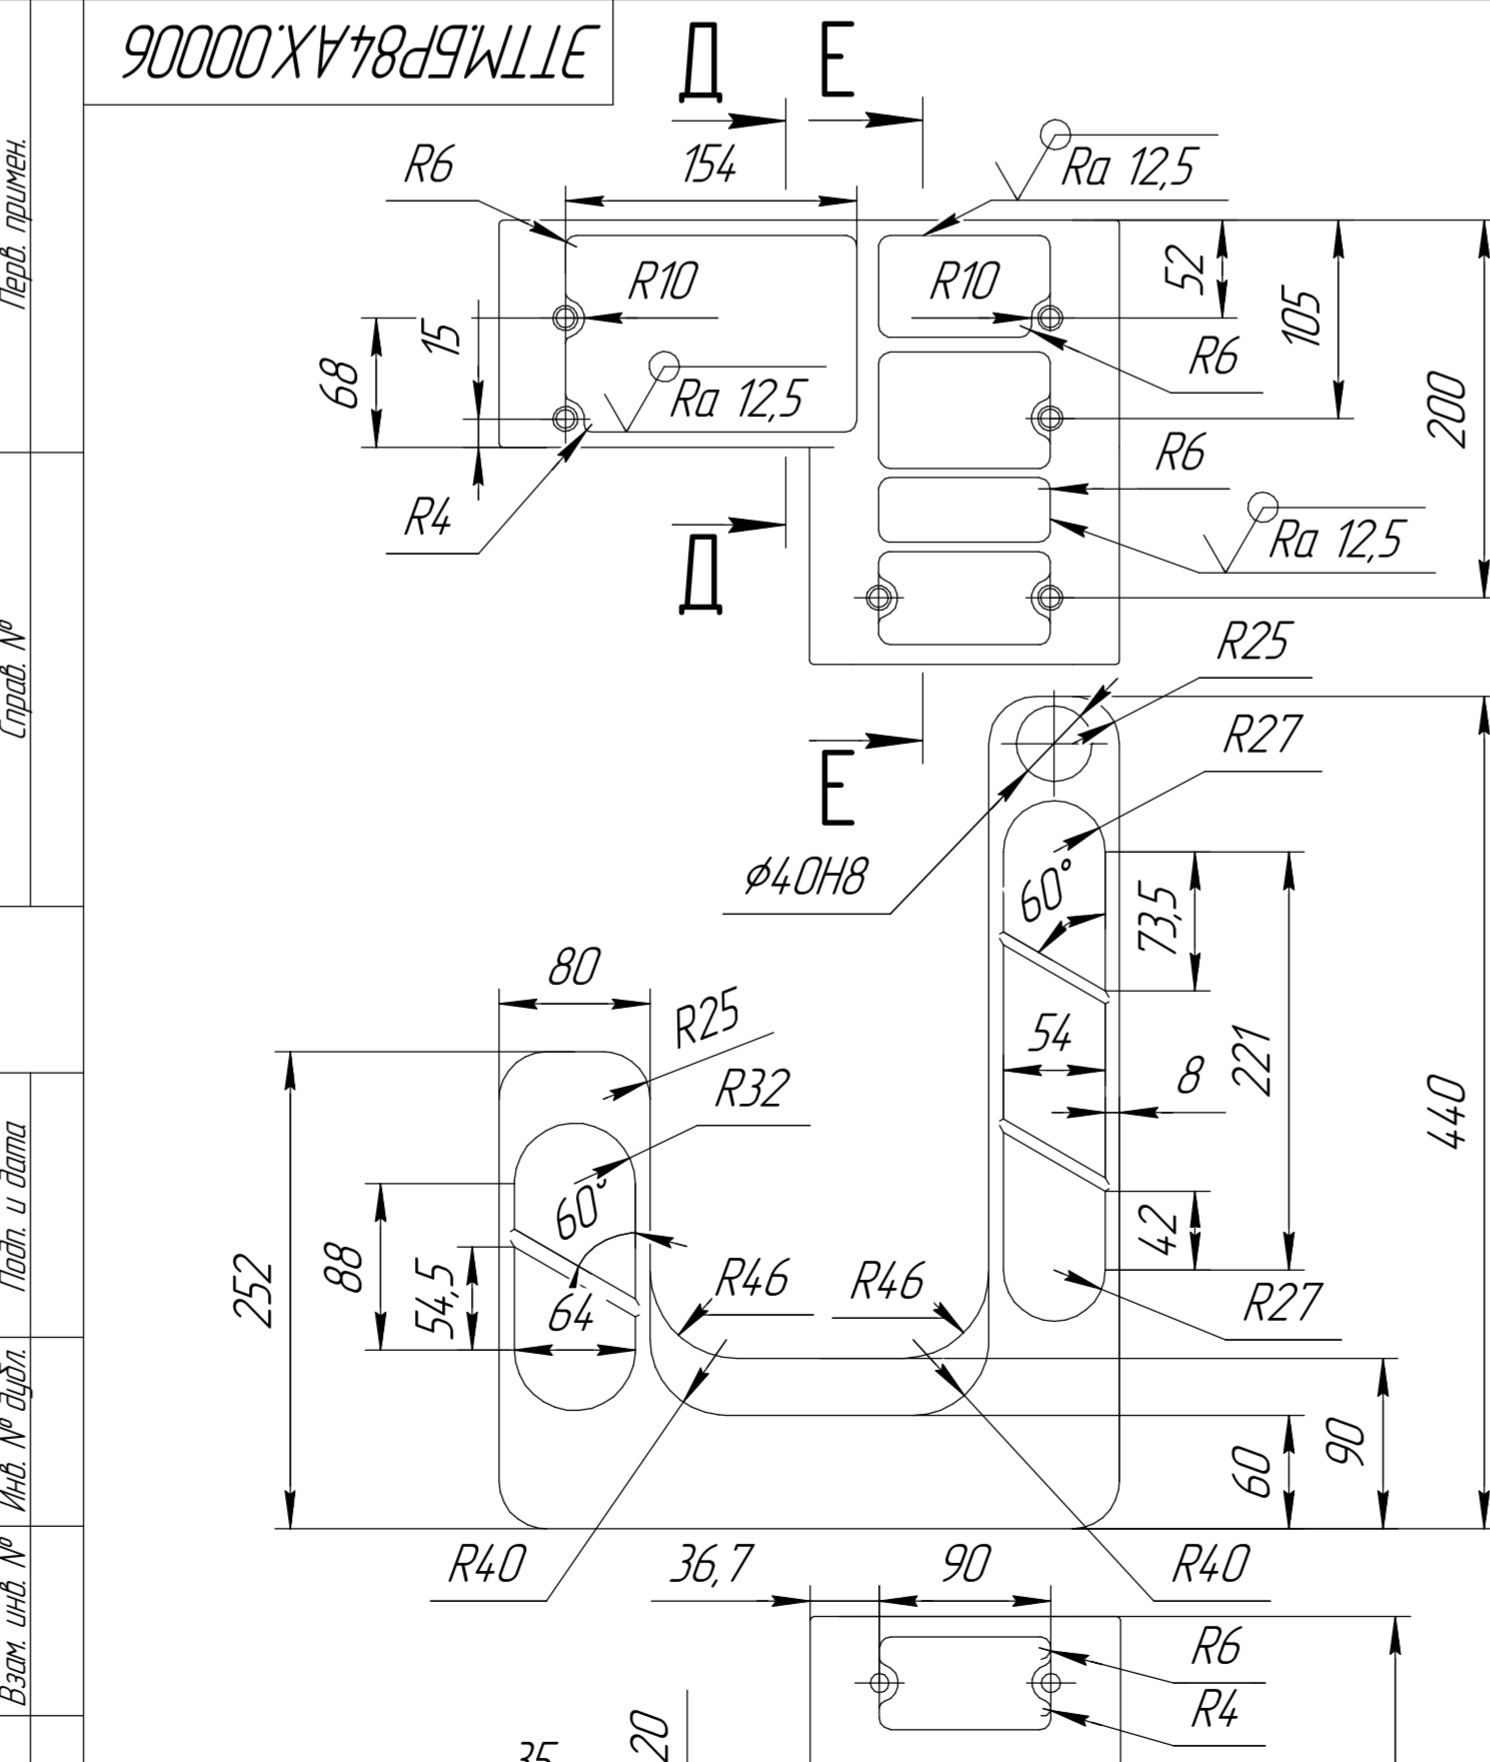 ЭТТМ.БР84АХ.00006
Перв. примен.
Справ. №
Подп. и дата
Инв. № дубл.
Взам. инв. №
Д Е
R6 154 Ra 12,5
R10 R10 52 105
15 R6
68 Ra 12,5 200
R6
R4 Ra 12,5
Д
R25
R27
Е
⌀40H8 60° 73,5
80
R25 54 221
R32 8 440
60°
252 88 54,5 R46 R46 42
64 R27
60 90
R40 36,7 90 R40
R6
R4
35 20